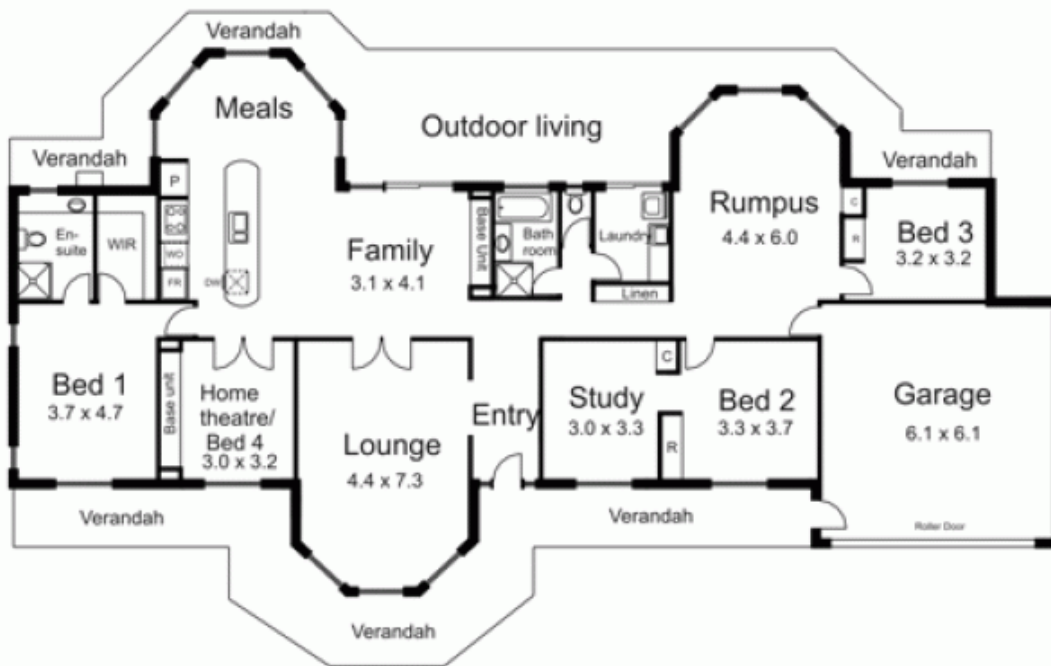 Verandah
Meals
Outdoor living
Verandah
Verandah
P
En-
suite
WIR
WO
FR
DW
Family
3.1 x 4.1
Base Unit
Bath
room
Laundry
Linen
Rumpus
4.4 x 6.0
C
R
Bed 3
3.2 x 3.2
Bed 1
3.7 x 4.7
Base unit
Home
theatre/
Bed 4
3.0 x 3.2
Lounge
4.4 x 7.3
Entry
Study
3.0 x 3.3
C
R
Bed 2
3.3 x 3.7
Garage
6.1 x 6.1
Roller Door
Verandah
Verandah
Verandah